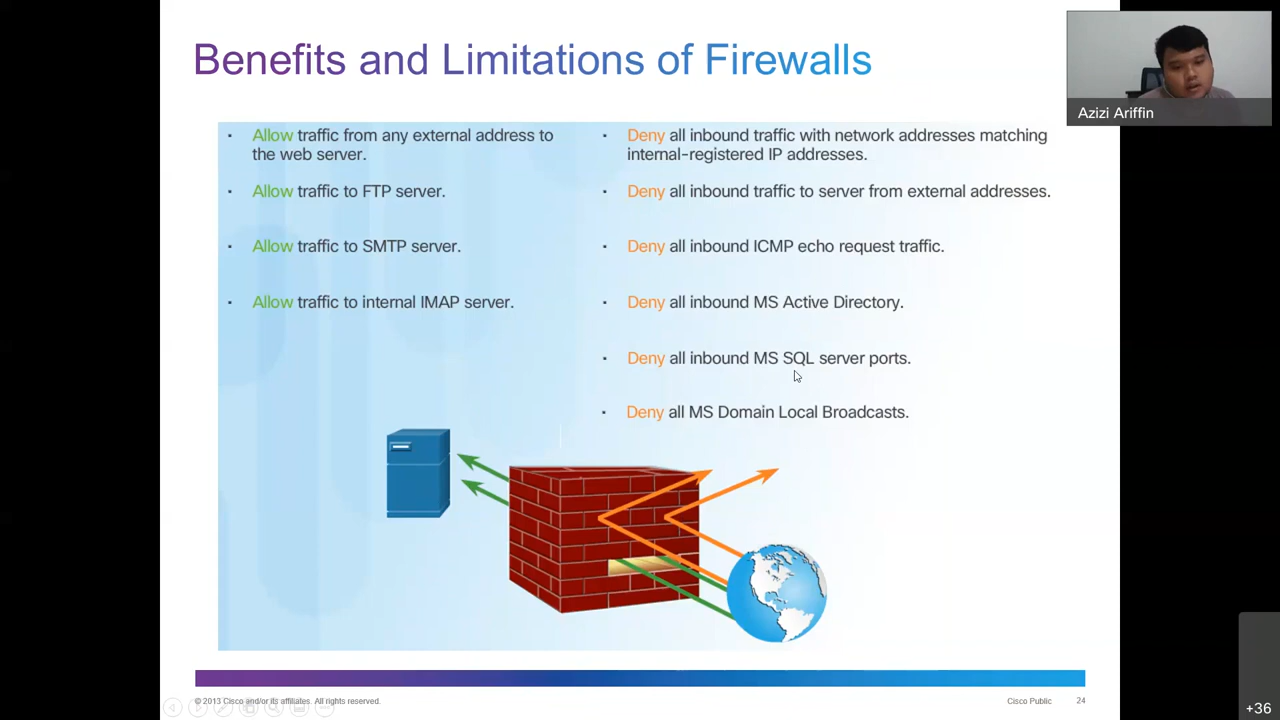 Benefits and Limitations of Firewalls
Azizi Ariffin
▪ Allow traffic from any external address to
the web server.
▪ Allow traffic to FTP server.
▪ Allow traffic to SMTP server.
▪ Allow traffic to internal IMAP server.
▪ Deny all inbound traffic with network addresses matching
internal-registered IP addresses.
▪ Deny all inbound traffic to server from external addresses.
▪ Deny all inbound ICMP echo request traffic.
▪ Deny all inbound MS Active Directory.
▪ Deny all inbound MS SQL server ports.
▪ Deny all MS Domain Local Broadcasts.
© 2013 Cisco and/or its affiliates. All rights reserved.
Cisco Public
24
+36